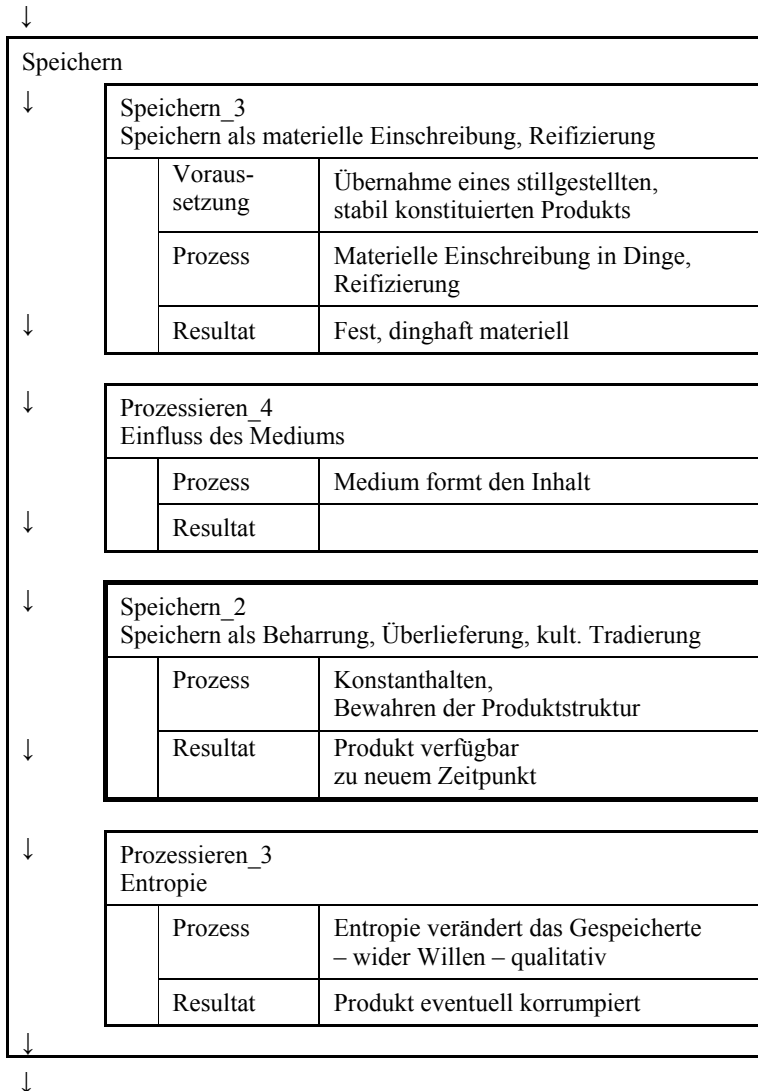 ↓
Speichern
↓
Speichern_3
Speichern als materielle Einschreibung, Reifizierung
Voraus-
setzung
Übernahme eines stillgestellten,
stabil konstituierten Produkts
Prozess
Materielle Einschreibung in Dinge,
Reifizierung
↓
Resultat
Fest, dinghaft materiell
↓
Prozessieren_4
Einfluss des Mediums
Prozess
Medium formt den Inhalt
↓
Resultat
↓
Speichern_2
Speichern als Beharrung, Überlieferung, kult. Tradierung
Prozess
Konstanthalten,
Bewahren der Produktstruktur
↓
Resultat
Produkt verfügbar
zu neuem Zeitpunkt
↓
Prozessieren_3
Entropie
Prozess
Entropie verändert das Gespeicherte
– wider Willen – qualitativ
Resultat
Produkt eventuell korrumpiert
↓
↓